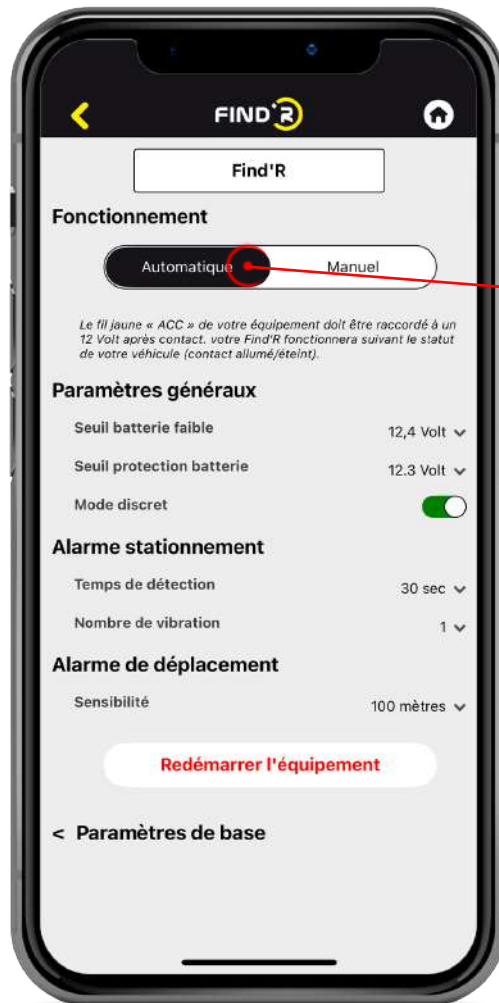 FIND'R
Find'R
Fonctionnement
Automatique Manuel
Le fil jaune « ACC » de votre équipement doit être raccordé à un
12 Volt après contact. votre Find'R fonctionnera suivant le statut
de votre véhicule (contact allumé/éteint).
Paramètres généraux
Seuil batterie faible 12,4 Volt
Seuil protection batterie 12.3 Volt
Mode discret
Alarme stationnement
Temps de détection 30 sec
Nombre de vibration 1
Alarme de déplacement
Sensibilité 100 mètres
Redémarrer l'équipement
< Paramètres de base